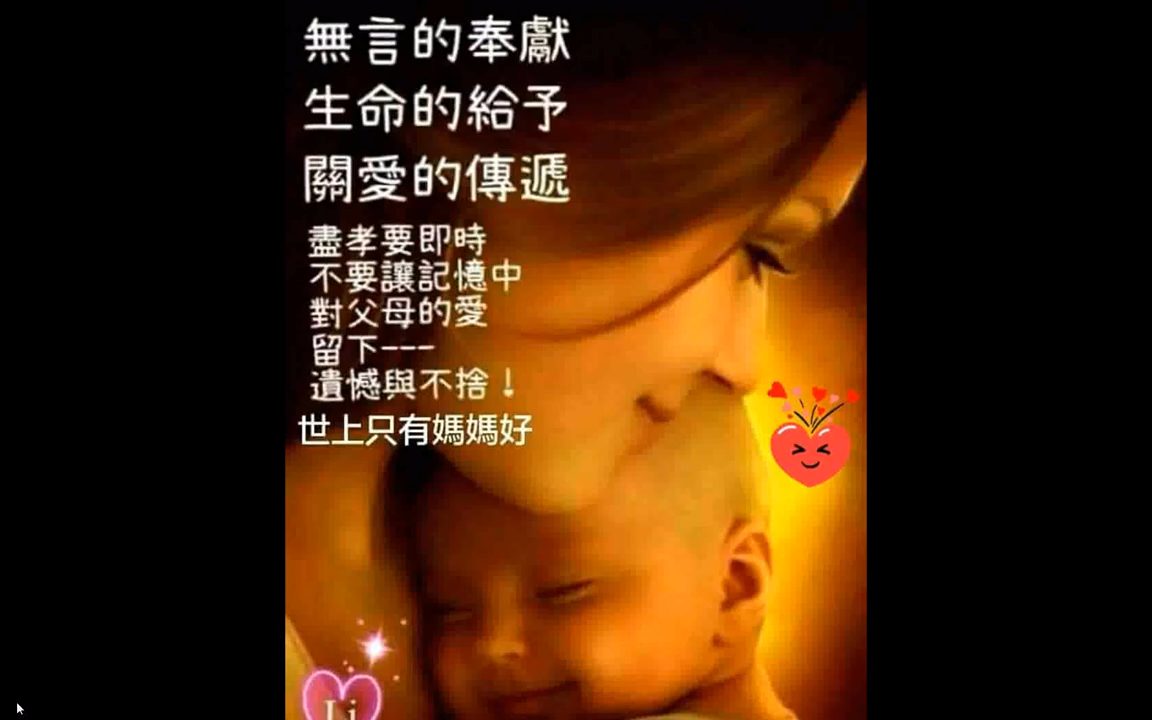 無言的奉獻
生命的給予
關愛的傳遞
盡孝要即時
不要讓記憶中
對父母的愛
留下---
遺憾與不捨！
世上只有媽媽好
Li